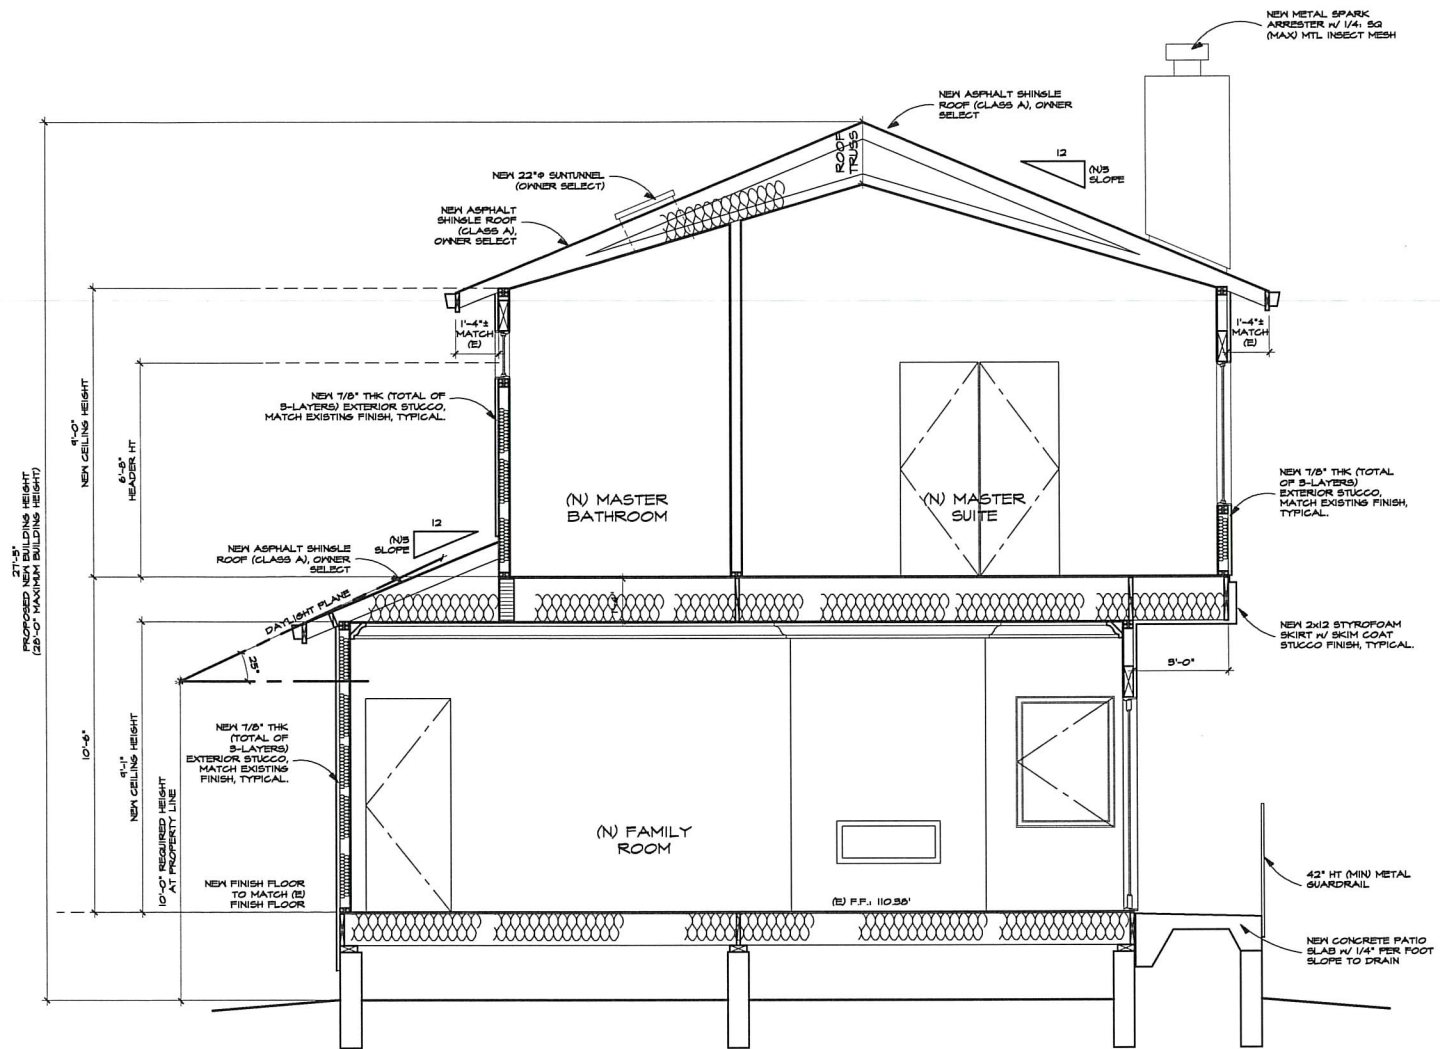 NEW METAL SPARK
ARRESTER W/ 1/4: SQ
(MAX) MTL INSECT MESH
NEW ASPHALT SHINGLE
ROOF (CLASS A), OWNER
SELECT
ROOF
TRUSS
12
(N)5
SLOPE
NEW 22"Φ SUNTUNNEL
(OWNER SELECT)
NEW ASPHALT
SHINGLE ROOF
(CLASS A),
OWNER SELECT
1'-4"±
MATCH
(E)
1'-4"±
MATCH
(E)
NEW 7/8" THK (TOTAL OF
3-LAYERS) EXTERIOR STUCCO,
MATCH EXISTING FINISH, TYPICAL.
9'-0"
NEW CEILING HEIGHT
6'-8"
HEADER HT
27'-5"
PROPOSED NEW BUILDING HEIGHT
(28'-0" MAXIMUM BUILDING HEIGHT)
(N) MASTER
BATHROOM
(N) MASTER
SUITE
NEW 7/8" THK (TOTAL
OF 3-LAYERS)
EXTERIOR STUCCO,
MATCH EXISTING FINISH,
TYPICAL.
12
(N)5
SLOPE
NEW ASPHALT SHINGLE
ROOF (CLASS A), OWNER
SELECT
DAYLIGHT PLANE
25°
1'-4"
NEW 2x12 STYROFOAM
SKIRT W/ SKIM COAT
STUCCO FINISH, TYPICAL.
3'-0"
10'-6"
9'-1"
NEW CEILING HEIGHT
10'-0" REQUIRED HEIGHT
AT PROPERTY LINE
NEW 7/8" THK
(TOTAL OF
3-LAYERS)
EXTERIOR STUCCO,
MATCH EXISTING
FINISH, TYPICAL.
(N) FAMILY
ROOM
NEW FINISH FLOOR
TO MATCH (E)
FINISH FLOOR
(E) F.F.: 110.38'
42" HT (MIN) METAL
GUARDRAIL
NEW CONCRETE PATIO
SLAB W/ 1/4" PER FOOT
SLOPE TO DRAIN